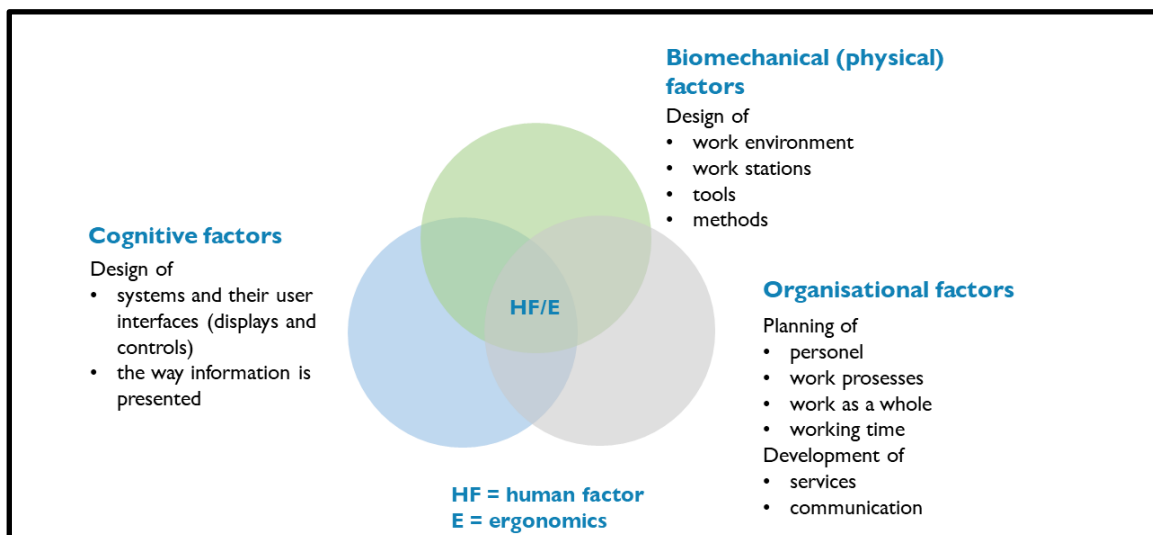 Biomechanical (physical)
factors
Design of
• work environment
• work stations
• tools
• methods
Cognitive factors
Design of
• systems and their user
interfaces (displays and
controls)
• the way information is
presented
HF/E
Organisational factors
Planning of
• personel
• work prosesses
• work as a whole
• working time
Development of
• services
• communication
HF = human factor
E = ergonomics